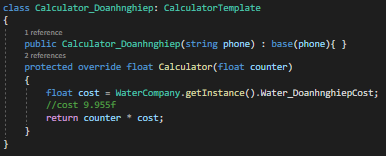 class Calculator_Doanhnghiep: CalculatorTemplate
{
1 reference
public Calculator_Doanhnghiep(string phone) : base(phone){ }
2 references
protected override float Calculator(float counter)
{
float cost = WaterCompany.getInstance().Water_DoanhnghiepCost;
//cost 9.955f
return counter * cost;
}
}